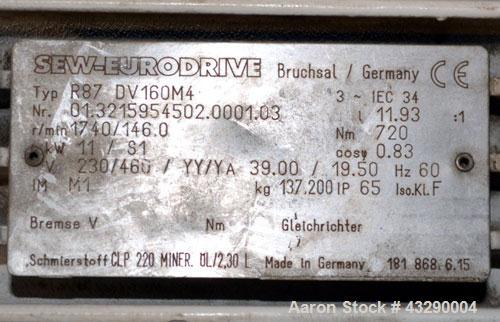 SEW-EURODRIVE Bruchsal / Germany CE
Typ R87 DV160M4 3 ~ IEC 34
Nr. 01.3215954502.0001.03 i 11.93 :1
r/min 1740/146.0 Nm 720
kW 11 / S1 cosφ 0.83
V 230/460 / YY/YA 39.00 / 19.50 Hz 60
IM M1 kg 137.200 IP 65 Iso.Kl. F
Bremse V Nm Gleichrichter
Schmierstoff CLP 220 MINER. ÖL/2,30 L Made in Germany 181 868.6.15
Aaron Stock # 43290004